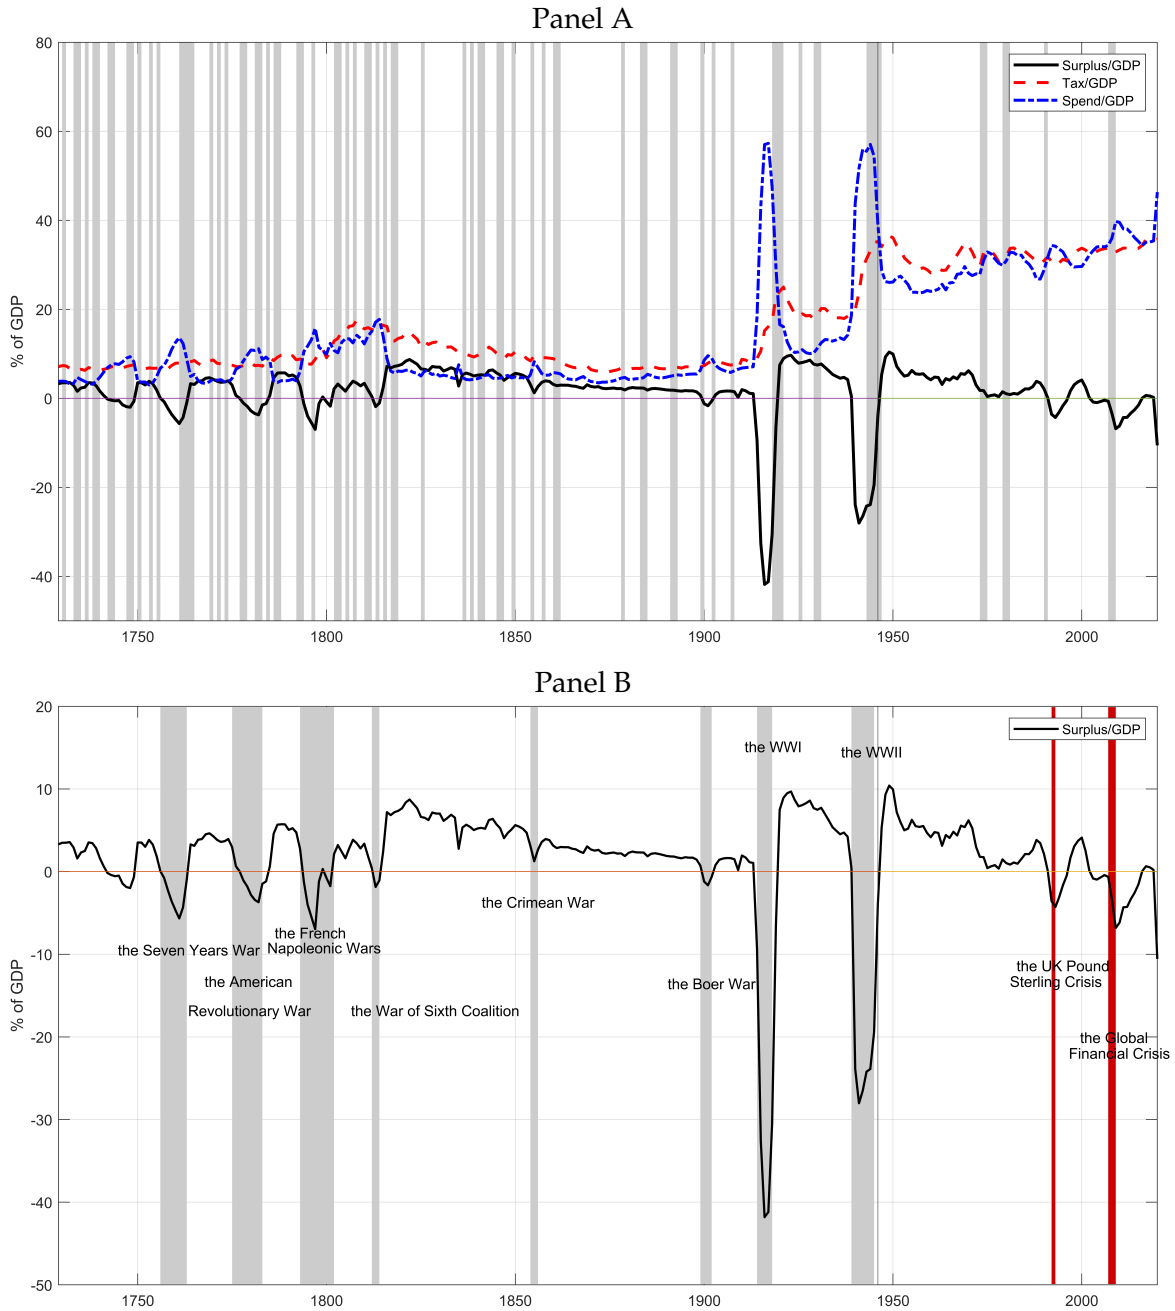 Panel A
80
60
40
20
0
-20
-40
% of GDP
Surplus/GDP
Tax/GDP
Spend/GDP
1750
1800
1850
1900
1950
2000
Panel B
20
10
0
-10
-20
-30
-40
-50
% of GDP
Surplus/GDP
the WWI
the WWII
the Crimean War
the French
Napoleonic Wars
the Seven Years War
the American
Revolutionary War
the War of Sixth Coalition
the Boer War
the UK Pound
Sterling Crisis
the Global
Financial Crisis
1750
1800
1850
1900
1950
2000